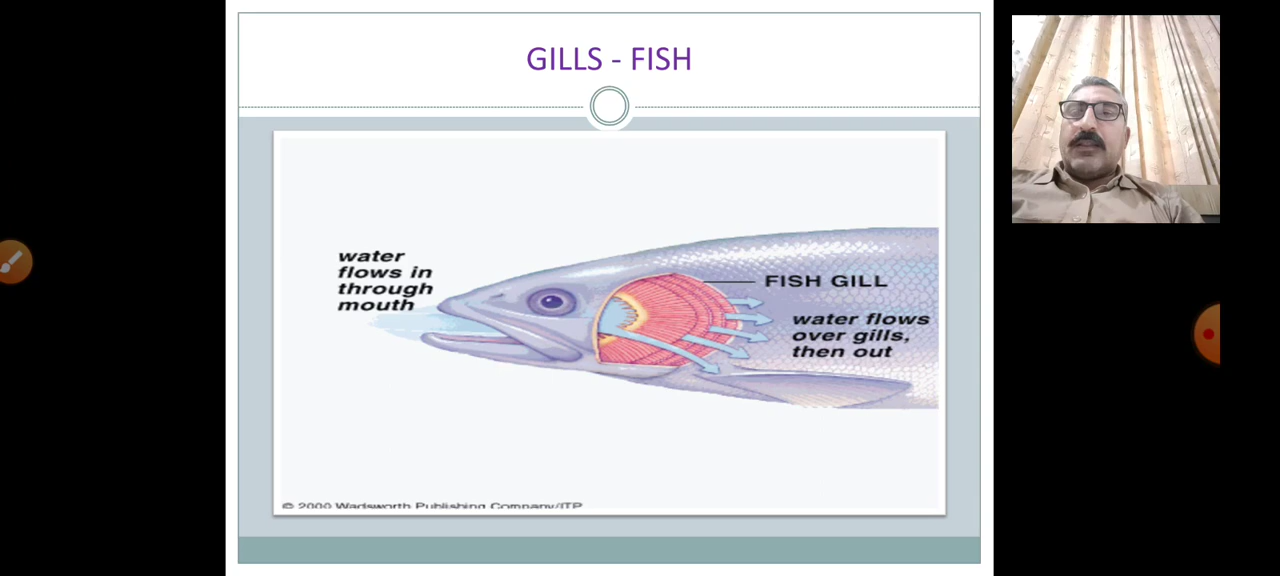 GILLS - FISH
water
flows in
through
mouth
FISH GILL
water flows
over gills,
then out
© 2000 Wadsworth Publishing Company/ITP